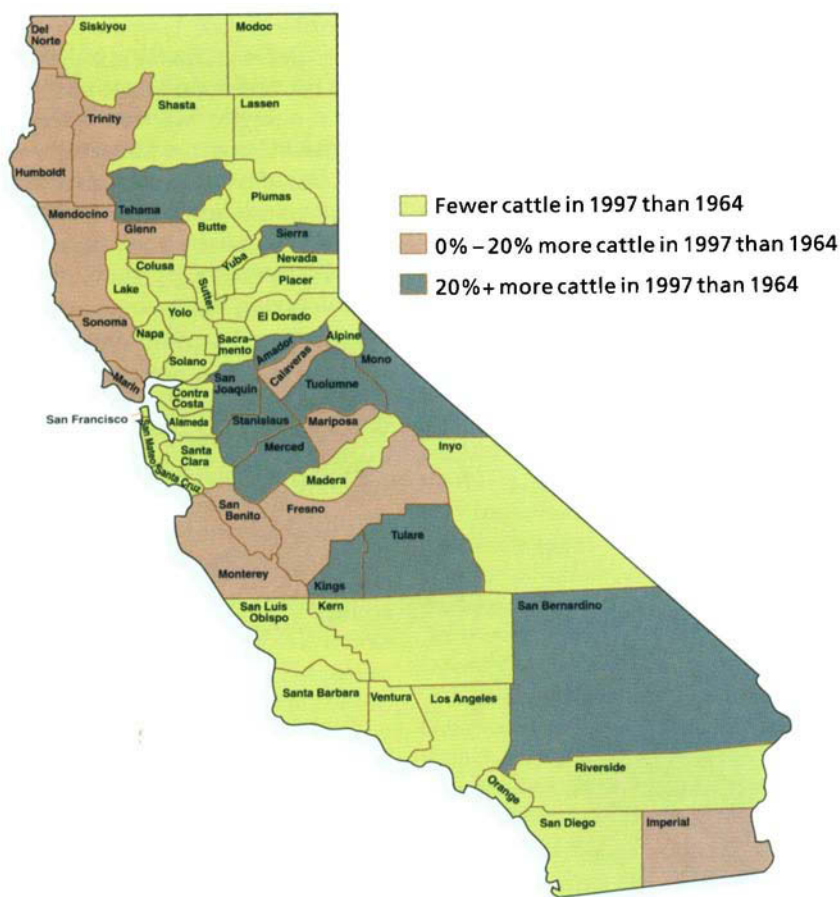 Del
Norte
Siskiyou
Modoc
Trinity
Shasta
Lassen
Humboldt
Mendocino
Tehama
Plumas
Glenn
Butte
Sierra
Colusa
Yuba
Nevada
Lake
Sutter
Placer
Yolo
El Dorado
Sonoma
Napa
Sacra-
mento
Alpine
Solano
Amador
Mono
Marin
Calaveras
San
Joaquin
Tuolumne
Contra
Costa
San Francisco
Alameda
Stanislaus
Mariposa
San Mateo
Santa
Clara
Merced
Inyo
Santa Cruz
Madera
San
Benito
Fresno
Tulare
Monterey
Kings
San Luis
Obispo
Kern
San Bernardino
Santa Barbara
Ventura
Los Angeles
Orange
Riverside
San Diego
Imperial
Fewer cattle in 1997 than 1964
0% – 20% more cattle in 1997 than 1964
20%+ more cattle in 1997 than 1964